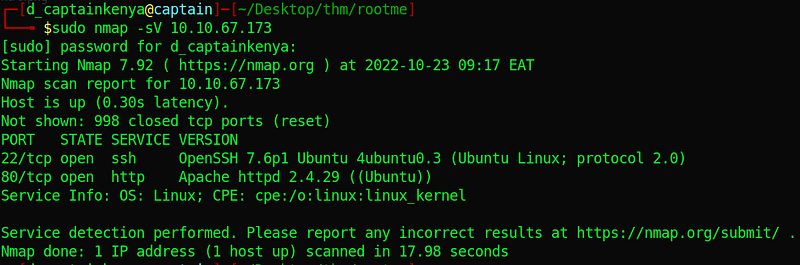 [d_captainkenya@captain]─[~/Desktop/thm/rootme]
$sudo nmap -sV 10.10.67.173
[sudo] password for d_captainkenya:
Starting Nmap 7.92 ( https://nmap.org ) at 2022-10-23 09:17 EAT
Nmap scan report for 10.10.67.173
Host is up (0.30s latency).
Not shown: 998 closed tcp ports (reset)
PORT   STATE SERVICE VERSION
22/tcp open  ssh     OpenSSH 7.6p1 Ubuntu 4ubuntu0.3 (Ubuntu Linux; protocol 2.0)
80/tcp open  http    Apache httpd 2.4.29 ((Ubuntu))
Service Info: OS: Linux; CPE: cpe:/o:linux:linux_kernel
Service detection performed. Please report any incorrect results at https://nmap.org/submit/ .
Nmap done: 1 IP address (1 host up) scanned in 17.98 seconds